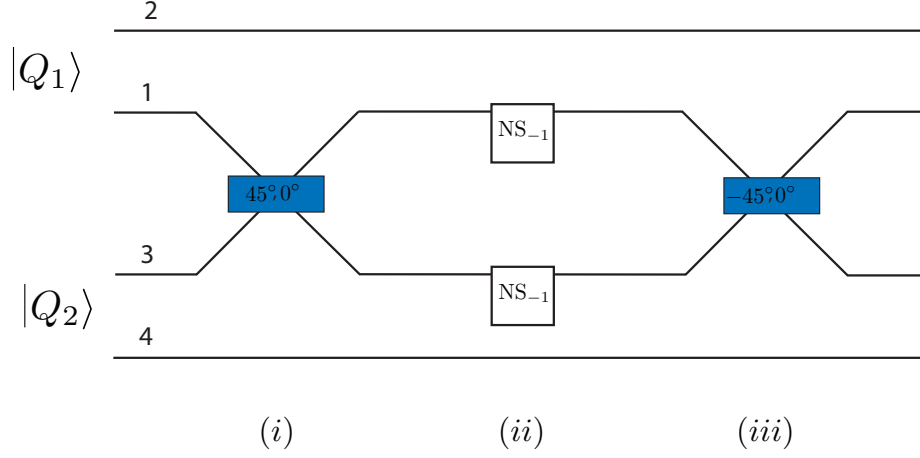 2
|Q₁⟩
1
NS₋₁
45°,0°
−45°,0°
3
NS₋₁
|Q₂⟩
4
(i) (ii) (iii)